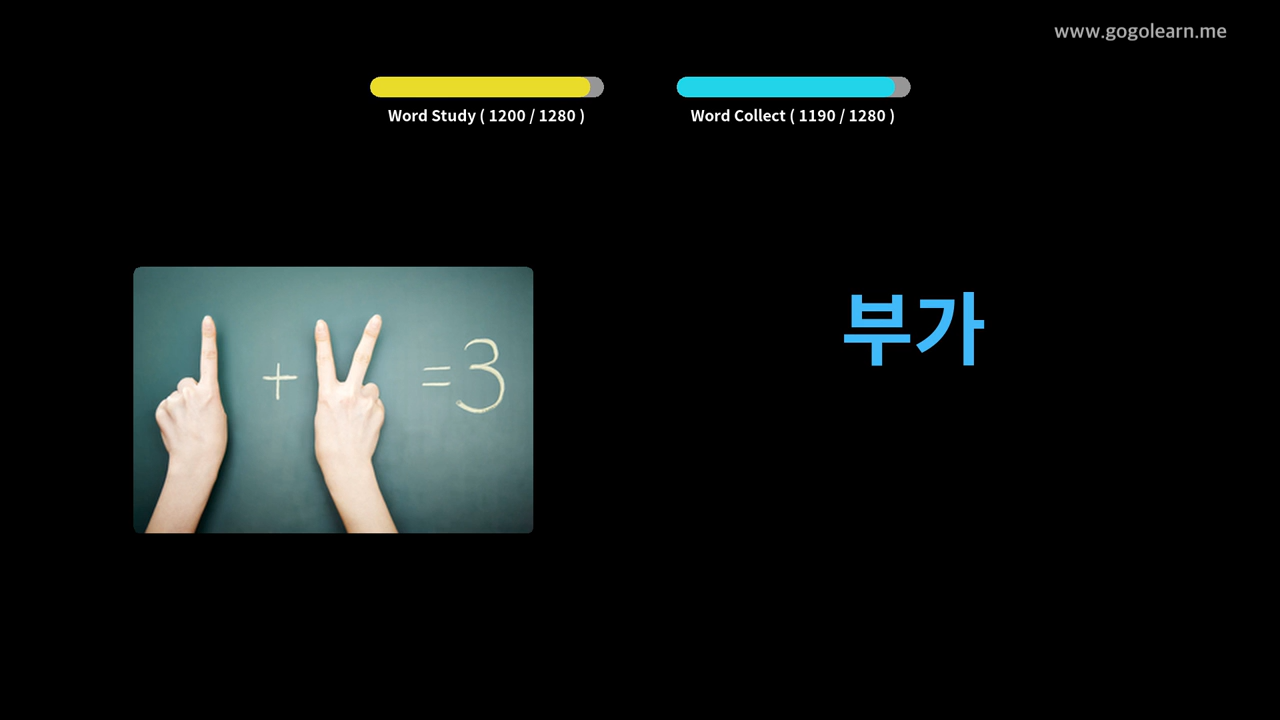 www.gogolearn.me
Word Study ( 1200 / 1280 )
Word Collect ( 1190 / 1280 )
+ =3
부가